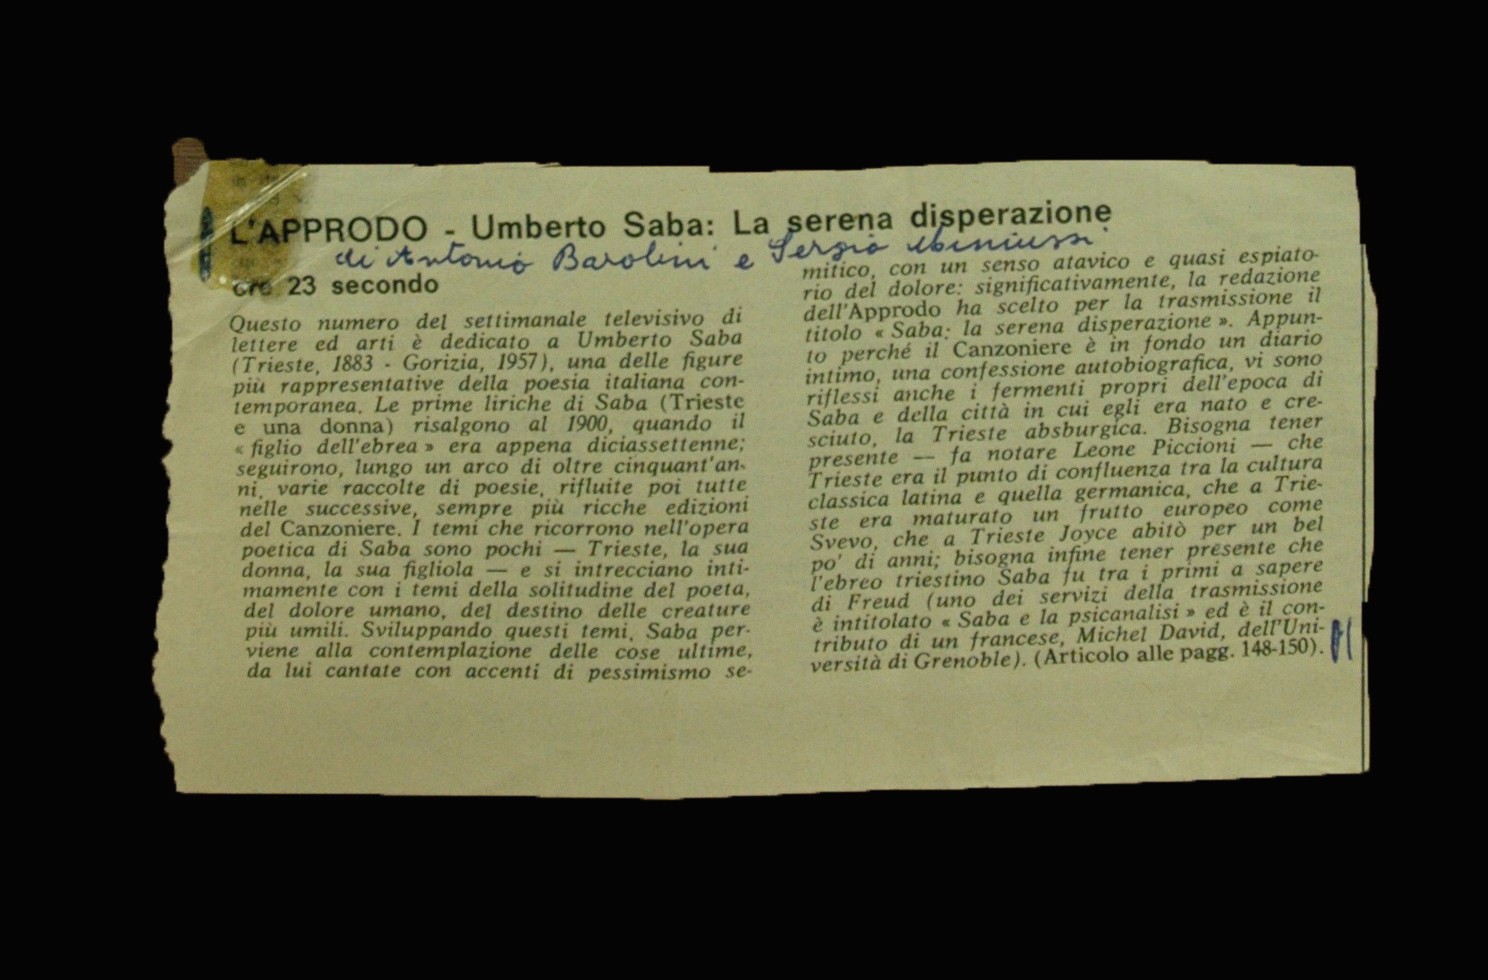 L'APPRODO - Umberto Saba: La serena disperazione
di Antonio Barolini e Sergio Miniussi
ore 23 secondo
Questo numero del settimanale televisivo di
lettere ed arti è dedicato a Umberto Saba
(Trieste, 1883 - Gorizia, 1957), una delle figure
più rappresentative della poesia italiana con-
temporanea. Le prime liriche di Saba (Trieste
e una donna) risalgono al 1900, quando il
« figlio dell'ebrea » era appena diciassettenne;
seguirono, lungo un arco di oltre cinquant'an-
ni, varie raccolte di poesie, rifluite poi tutte
nelle successive, sempre più ricche edizioni
del Canzoniere. I temi che ricorrono nell'opera
poetica di Saba sono pochi — Trieste, la sua
donna, la sua figliola — e si intrecciano inti-
mamente con i temi della solitudine del poeta,
del dolore umano, del destino delle creature
più umili. Sviluppando questi temi, Saba per-
viene alla contemplazione delle cose ultime,
da lui cantate con accenti di pessimismo se-
mitico, con un senso atavico e quasi espiato-
rio del dolore: significativamente, la redazione
dell'Approdo ha scelto per la trasmissione il
titolo « Saba: la serena disperazione ». Appun-
to perché il Canzoniere è in fondo un diario
intimo, una confessione autobiografica, vi sono
riflessi anche i fermenti propri dell'epoca di
Saba e della città in cui egli era nato e cre-
sciuto, la Trieste absburgica. Bisogna tener
presente — fa notare Leone Piccioni — che
Trieste era il punto di confluenza tra la cultura
classica latina e quella germanica, che a Trie-
ste era maturato un frutto europeo come
Svevo, che a Trieste Joyce abitò per un bel
po' di anni; bisogna infine tener presente che
l'ebreo triestino Saba fu tra i primi a sapere
di Freud (uno dei servizi della trasmissione
è intitolato « Saba e la psicanalisi » ed è il con-
tributo di un francese, Michel David, dell'Uni-
versità di Grenoble). (Articolo alle pagg. 148-150).